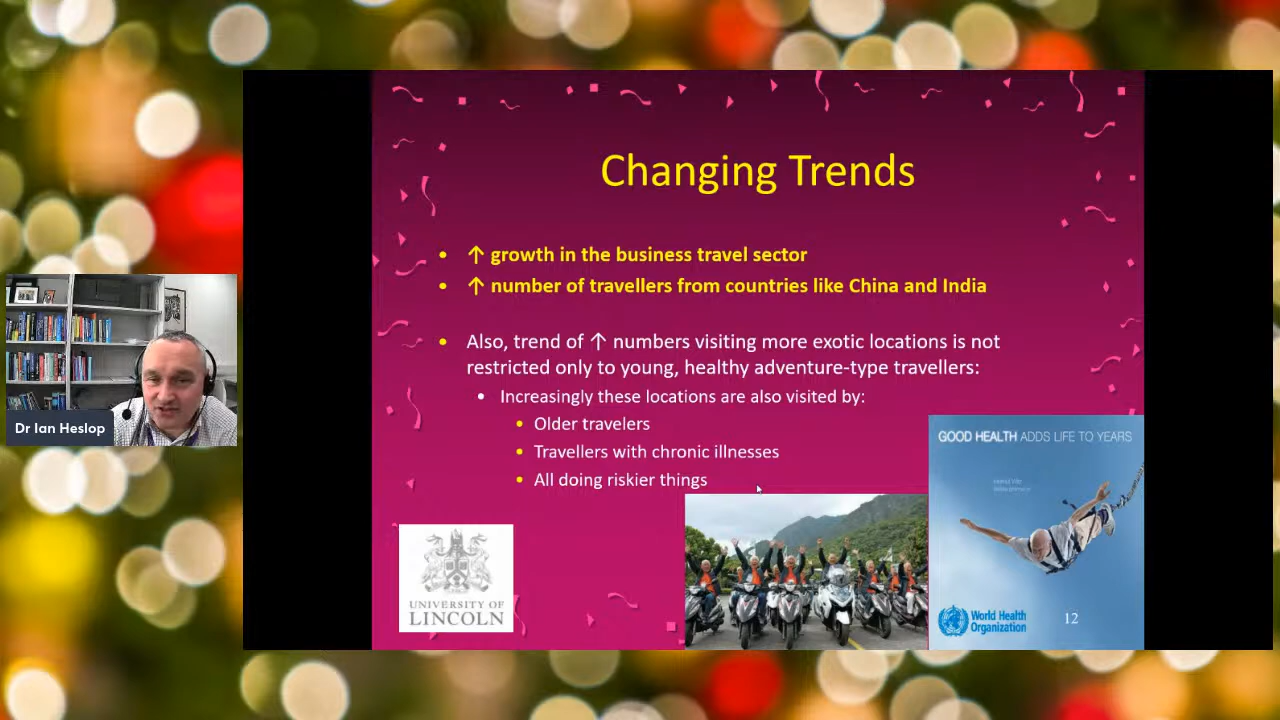 Changing Trends
• ↑ growth in the business travel sector
• ↑ number of travellers from countries like China and India
• Also, trend of ↑ numbers visiting more exotic locations is not
restricted only to young, healthy adventure-type travellers:
• Increasingly these locations are also visited by:
• Older travelers
• Travellers with chronic illnesses
• All doing riskier things
Dr Ian Heslop
GOOD HEALTH ADDS LIFE TO YEARS
UNIVERSITY OF
LINCOLN
World Health
Organization
12